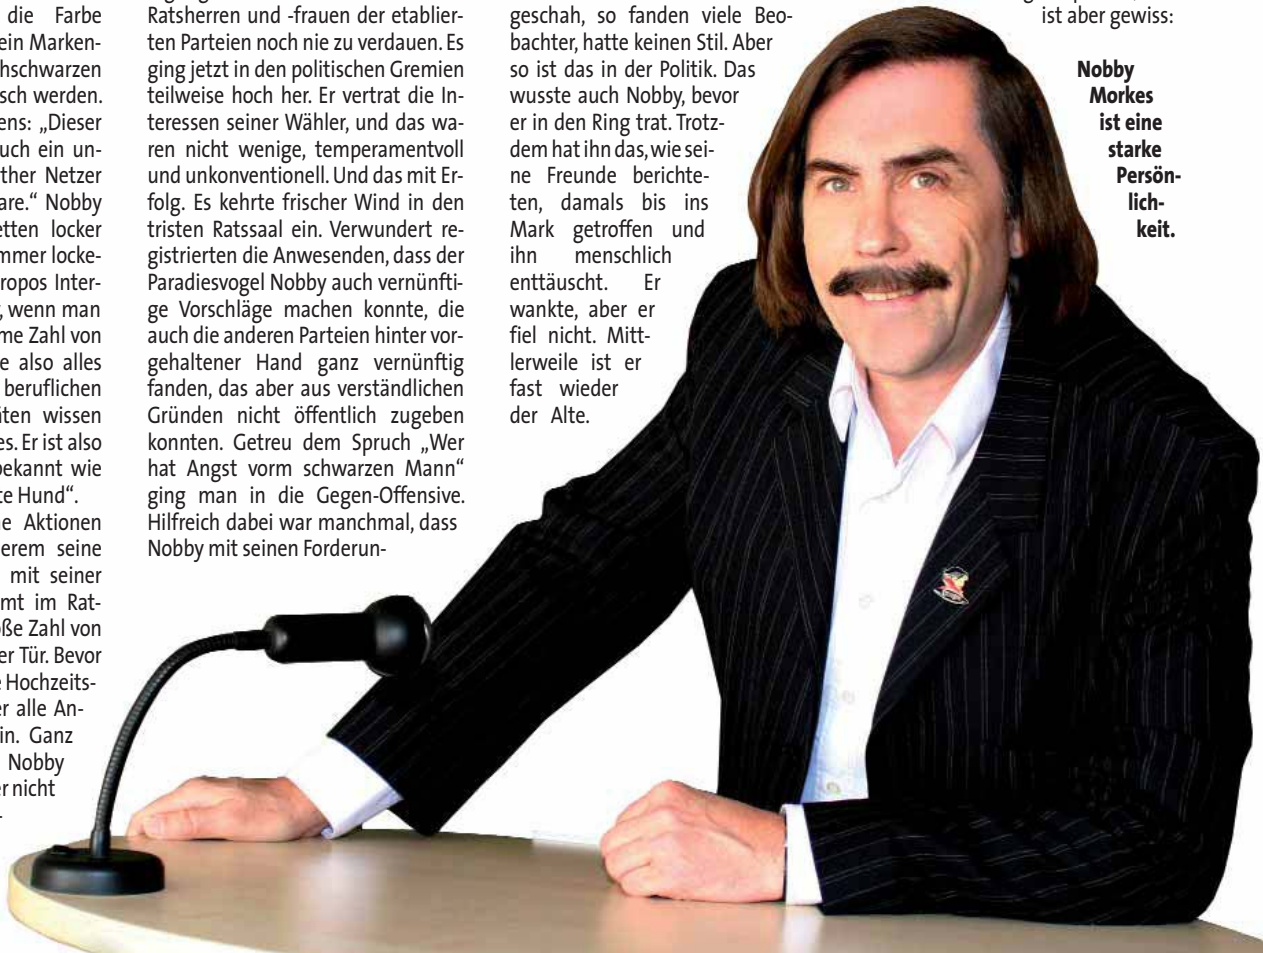 die Farbe
ein Marken-
hschwarzen
sch werden.
ens: „Dieser
uch ein un-
ther Netzer
are.“ Nobby
etten locker
mmer locke-
ropos Inter-
, wenn man
me Zahl von
e also alles
beruflichen
äten wissen
es. Er ist also
bekannt wie
te Hund“.
ne Aktionen
erem seine
mit seiner
mt im Rat-
oße Zahl von
er Tür. Bevor
e Hochzeits-
er alle An-
in. Ganz
Nobby
er nicht
Ratsherren und -frauen der etablier-
ten Parteien noch nie zu verdauen. Es
ging jetzt in den politischen Gremien
teilweise hoch her. Er vertrat die In-
teressen seiner Wähler, und das wa-
ren nicht wenige, temperamentvoll
und unkonventionell. Und das mit Er-
folg. Es kehrte frischer Wind in den
tristen Ratssaal ein. Verwundert re-
gistrierten die Anwesenden, dass der
Paradiesvogel Nobby auch vernünfti-
ge Vorschläge machen konnte, die
auch die anderen Parteien hinter vor-
gehaltener Hand ganz vernünftig
fanden, das aber aus verständlichen
Gründen nicht öffentlich zugeben
konnten. Getreu dem Spruch „Wer
hat Angst vorm schwarzen Mann“
ging man in die Gegen-Offensive.
Hilfreich dabei war manchmal, dass
Nobby mit seinen Forderun-
geschah, so fanden viele Beo-
bachter, hatte keinen Stil. Aber
so ist das in der Politik. Das
wusste auch Nobby, bevor
er in den Ring trat. Trotz-
dem hat ihn das, wie sei-
ne Freunde berichte-
ten, damals bis ins
Mark getroffen und
ihn menschlich
enttäuscht. Er
wankte, aber er
fiel nicht. Mitt-
lerweile ist er
fast wieder
der Alte.
ist aber gewiss:
Nobby
Morkes
ist eine
starke
Persön-
lich-
keit.